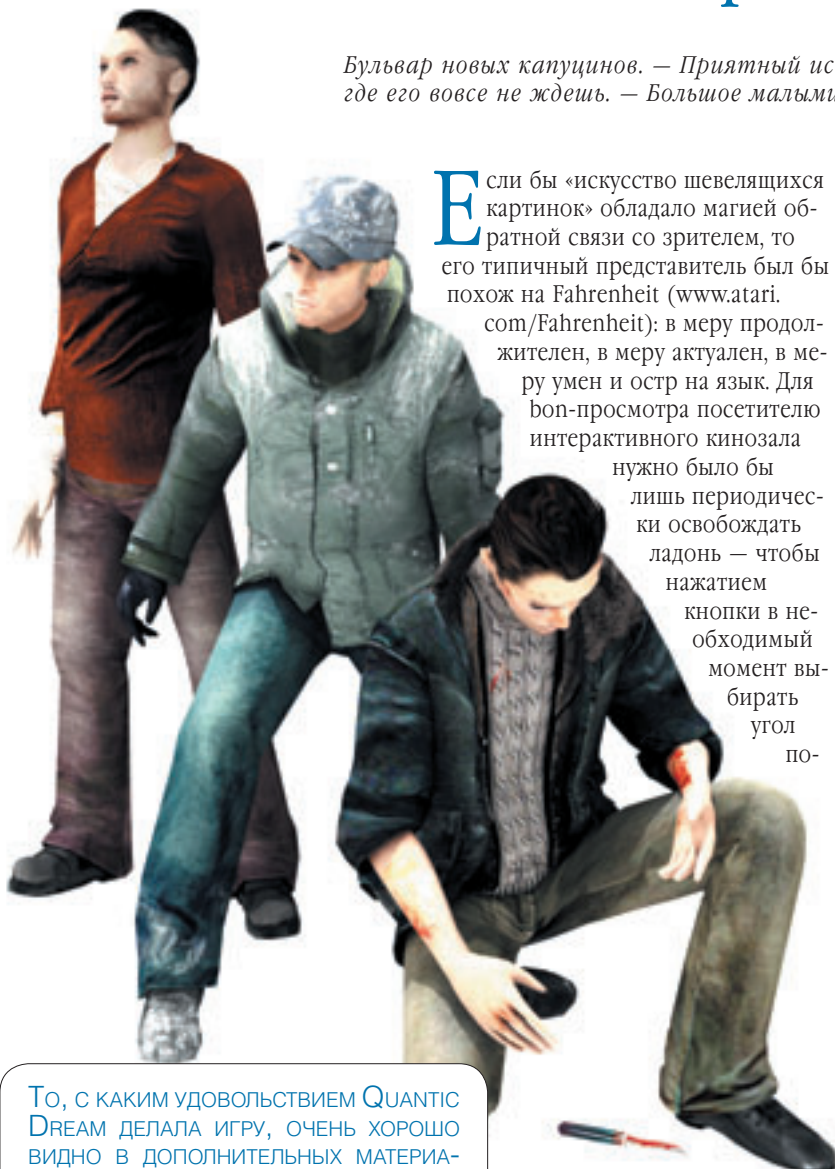 Бульвар новых капуцинов. — Приятный ис
где его вовсе не ждешь. — Большое малыми
Если бы «искусство шевелящихся
картинок» обладало магией об-
ратной связи со зрителем, то
его типичный представитель был бы
похож на Fahrenheit (www.atari.
com/Fahrenheit): в меру продол-
жителен, в меру актуален, в ме-
ру умен и остр на язык. Для
bon-просмотра посетителю
интерактивного кинозала
нужно было бы
лишь периодичес-
ки освобождать
ладонь — чтобы
нажатием
кнопки в не-
обходимый
момент вы-
бирать
угол
по-
То, с каким удовольствием Quantic
Dream делала игру, очень хорошо
видно в дополнительных материа-